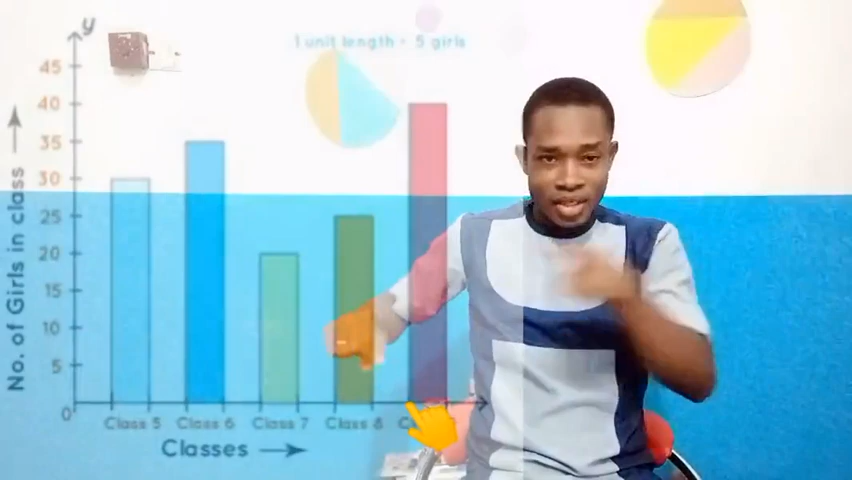 y
1 unit length - 5 girls
45
40
35
30
25
20
15
10
5
0
No. of Girls in class
Class 5 Class 6 Class 7 Class 8
Classes